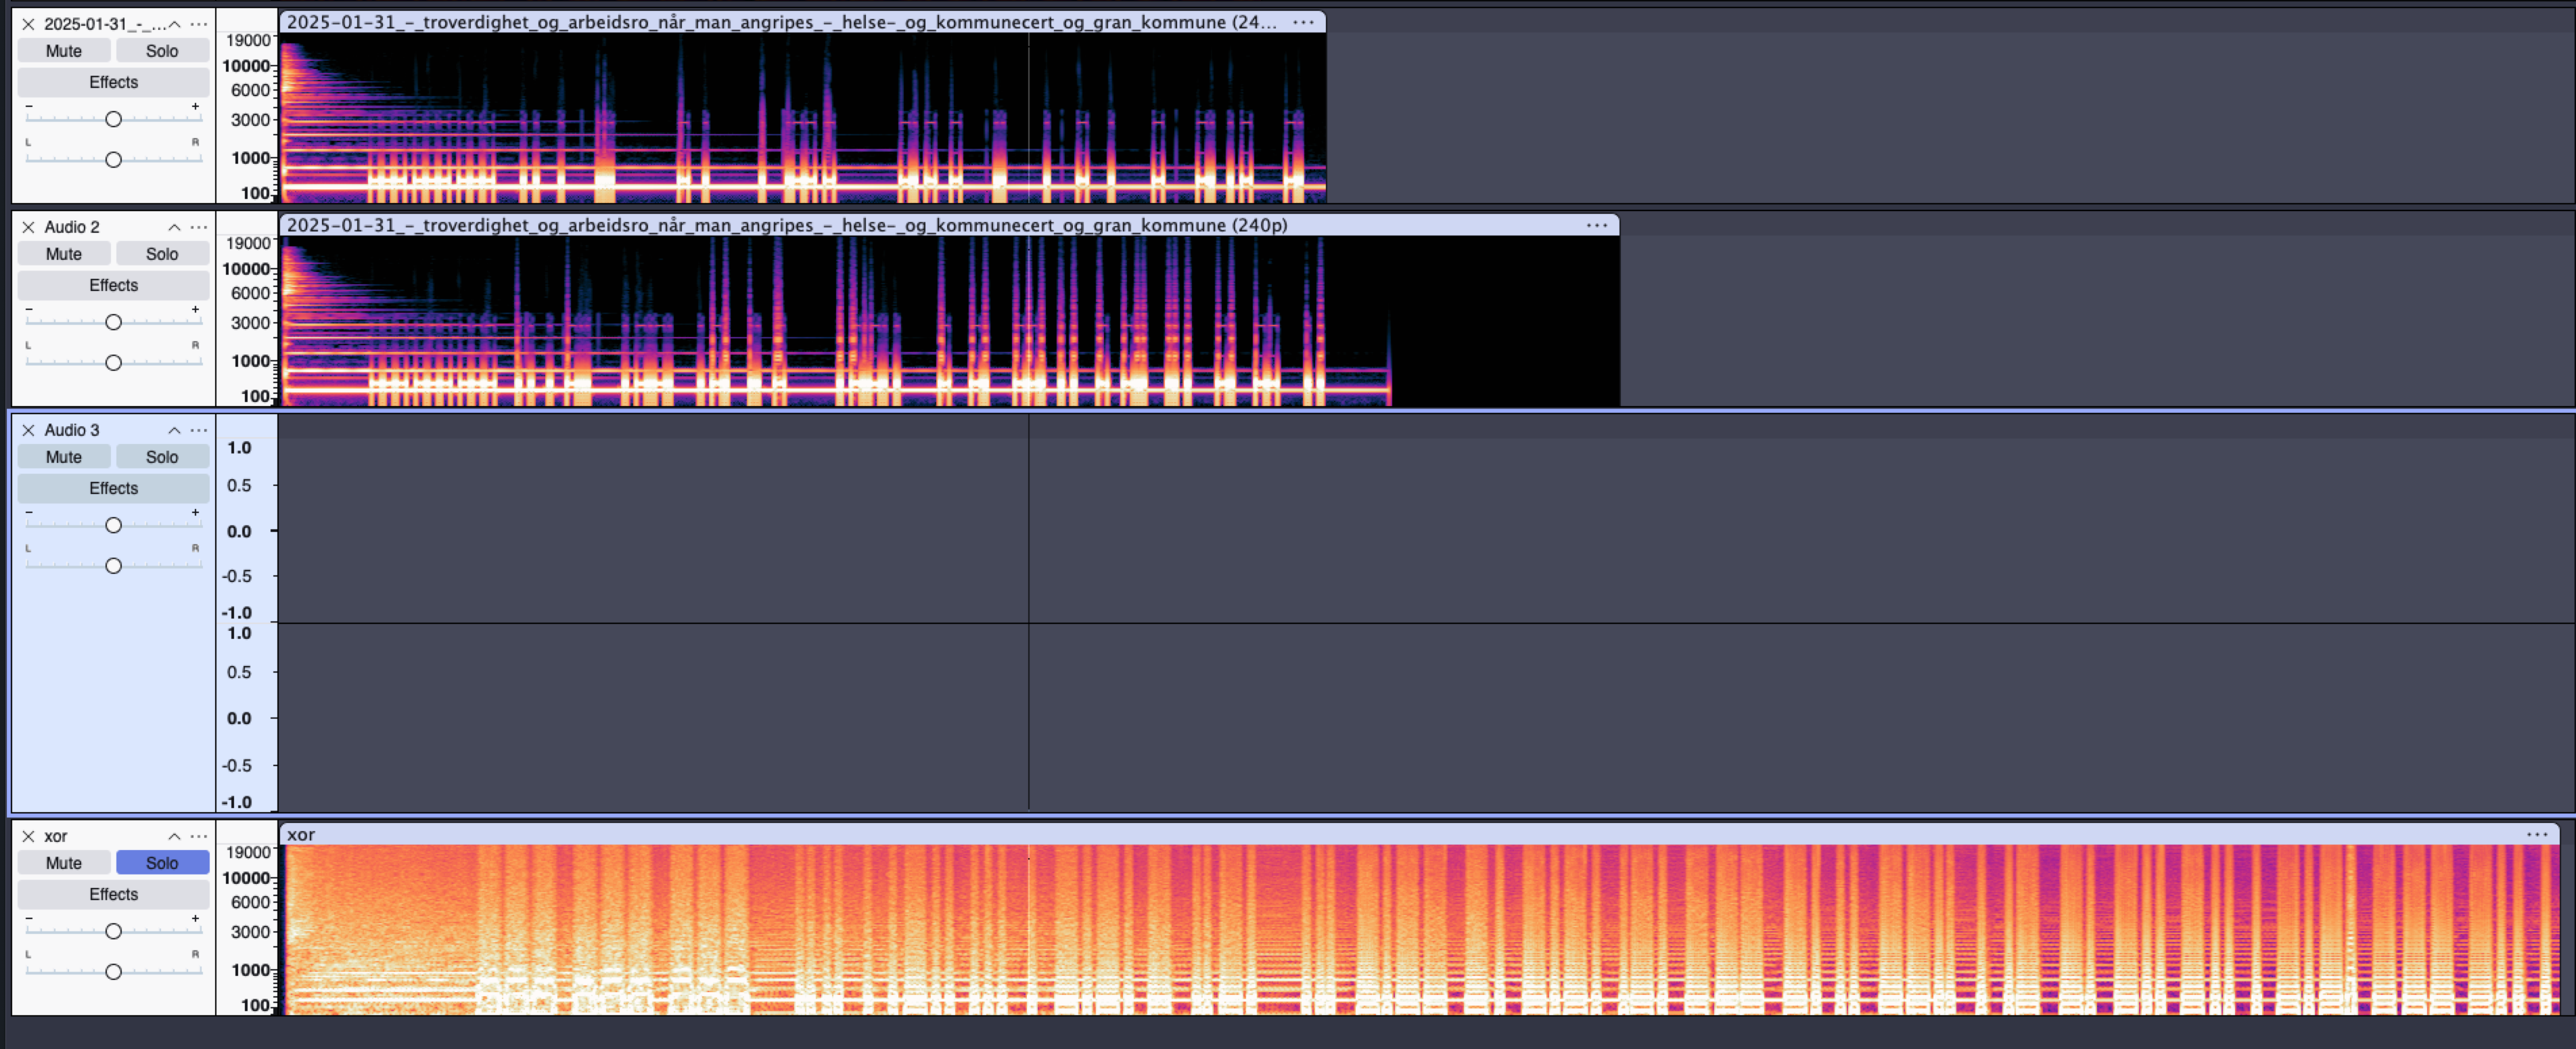 2025-01-31_-_...
Mute Solo
Effects
- +
L R
19000
10000
6000
3000
1000
100
2025-01-31_-_troverdighet_og_arbeidsro_når_man_angripes_-_helse-_og_kommunecert_og_gran_kommune (24...
Audio 2
Mute Solo
Effects
- +
L R
19000
10000
6000
3000
1000
100
2025-01-31_-_troverdighet_og_arbeidsro_når_man_angripes_-_helse-_og_kommunecert_og_gran_kommune (240p)
Audio 3
Mute Solo
Effects
- +
L R
1.0
0.5
0.0
-0.5
-1.0
1.0
0.5
0.0
-0.5
-1.0
xor
Mute Solo
Effects
- +
L R
19000
10000
6000
3000
1000
100
xor